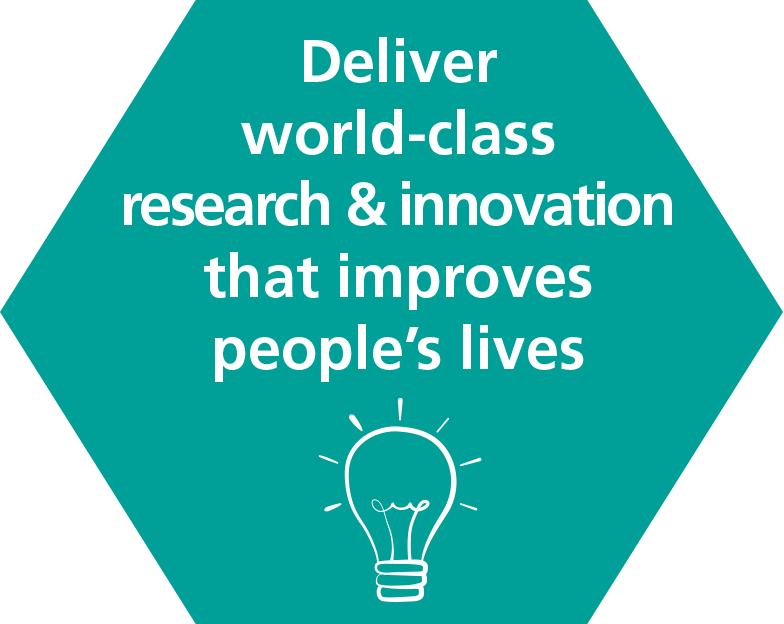 Deliver
world-class
research & innovation
that improves
people’s lives